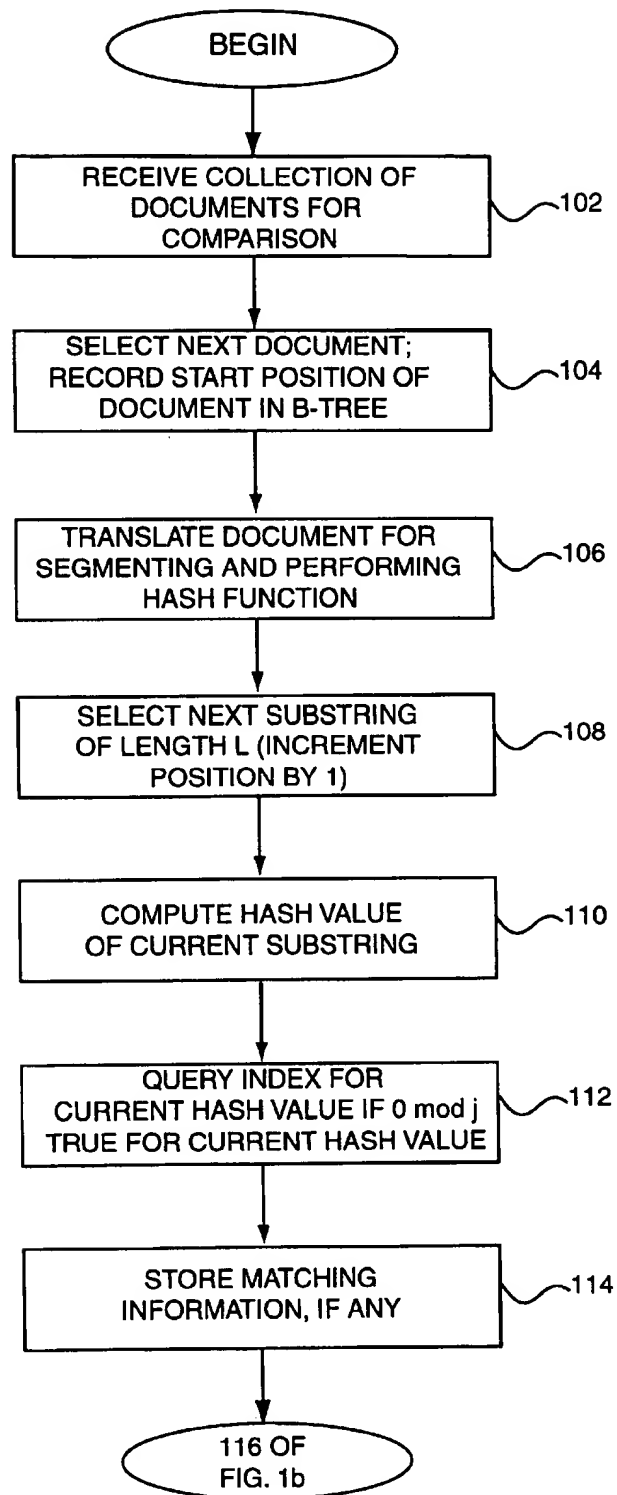 BEGIN
RECEIVE COLLECTION OF
DOCUMENTS FOR
COMPARISON
102
SELECT NEXT DOCUMENT;
RECORD START POSITION OF
DOCUMENT IN B-TREE
104
TRANSLATE DOCUMENT FOR
SEGMENTING AND PERFORMING
HASH FUNCTION
106
SELECT NEXT SUBSTRING
OF LENGTH L (INCREMENT
POSITION BY 1)
108
COMPUTE HASH VALUE
OF CURRENT SUBSTRING
110
QUERY INDEX FOR
CURRENT HASH VALUE IF 0 mod j
TRUE FOR CURRENT HASH VALUE
112
STORE MATCHING
INFORMATION, IF ANY
114
116 OF
FIG. 1b